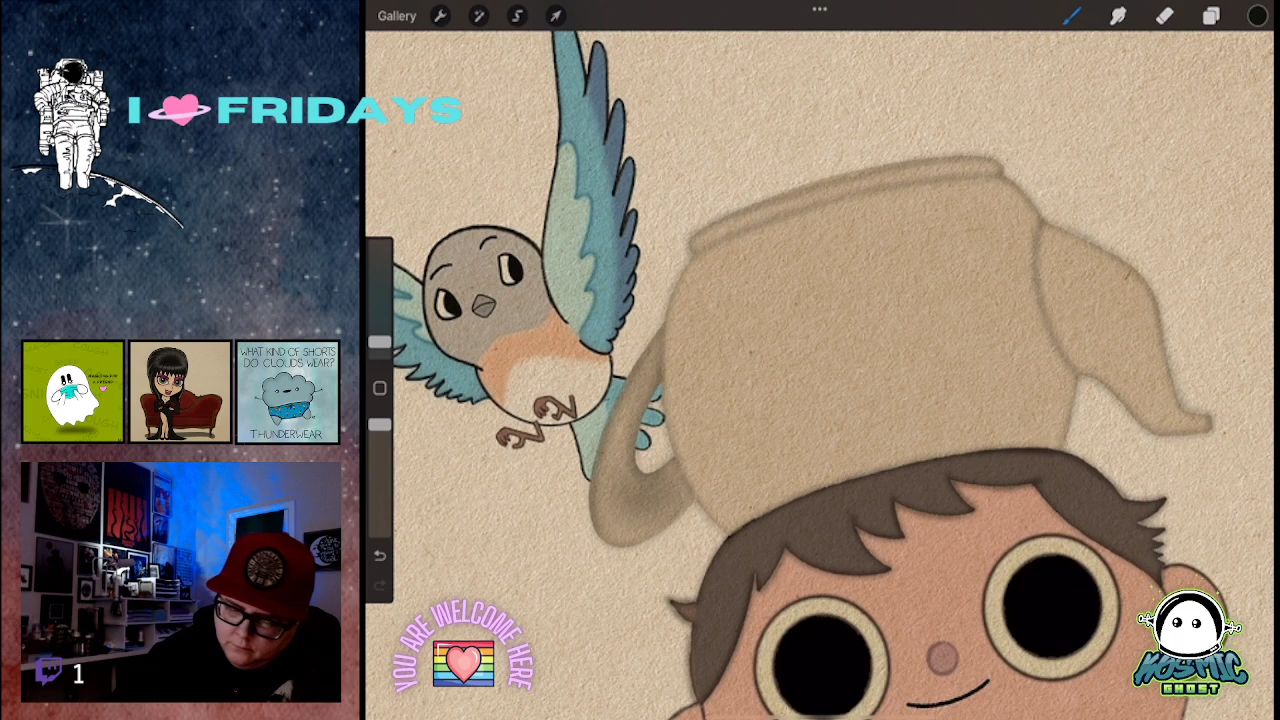 Gallery
I FRIDAYS
WHAT KIND OF SHORTS
DO CLOUDS WEAR?
THUNDERWEAR
1
YOU ARE WELCOME HERE
KOSMIC
GHOST